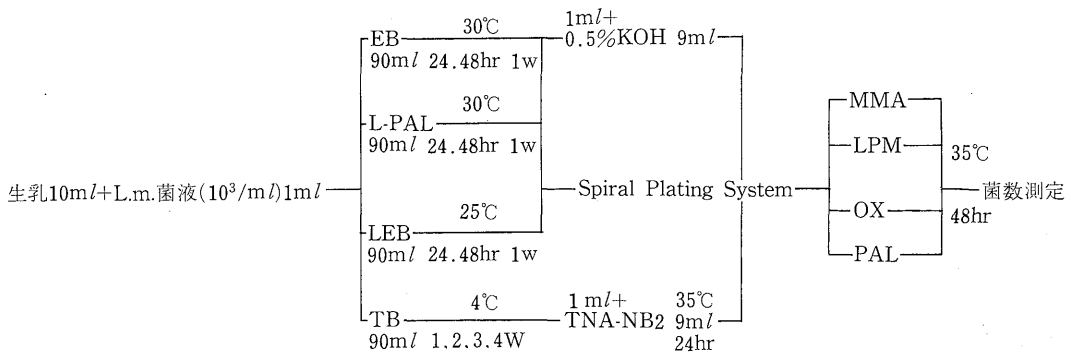 30℃
EB
90ml 24.48hr 1w
1ml+
0.5%KOH 9ml
30℃
L-PAL
90ml 24.48hr 1w
生乳10ml+L.m.菌液(10³/ml)1ml
25℃
LEB
90ml 24.48hr 1w
4℃
TB
90ml 1,2,3,4W
1ml+
TNA-NB2
35℃
9ml
24hr
Spiral Plating System
MMA
LPM
OX
PAL
35℃
48hr
菌数測定